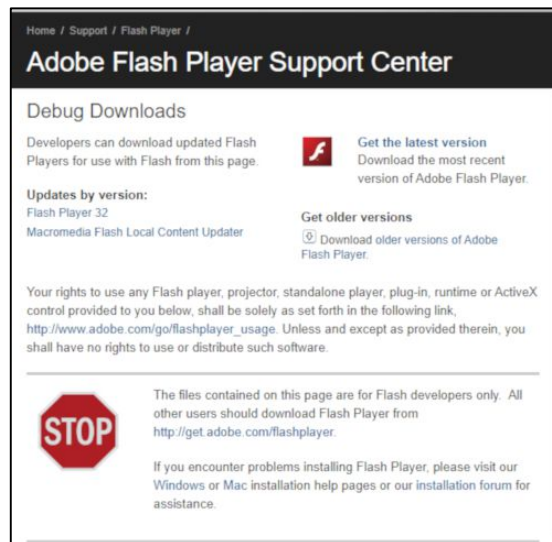 Home / Support / Flash Player /
Adobe Flash Player Support Center
Debug Downloads
Developers can download updated Flash
Players for use with Flash from this page.
Updates by version:
Flash Player 32
Macromedia Flash Local Content Updater
Get the latest version
Download the most recent
version of Adobe Flash Player.
Get older versions
Download older versions of Adobe
Flash Player.
Your rights to use any Flash player, projector, standalone player, plug-in, runtime or ActiveX
control provided to you below, shall be solely as set forth in the following link,
http://www.adobe.com/go/flashplayer_usage. Unless and except as provided therein, you
shall have no rights to use or distribute such software.
STOP
The files contained on this page are for Flash developers only. All
other users should download Flash Player from
http://get.adobe.com/flashplayer.
If you encounter problems installing Flash Player, please visit our
Windows or Mac installation help pages or our installation forum for
assistance.